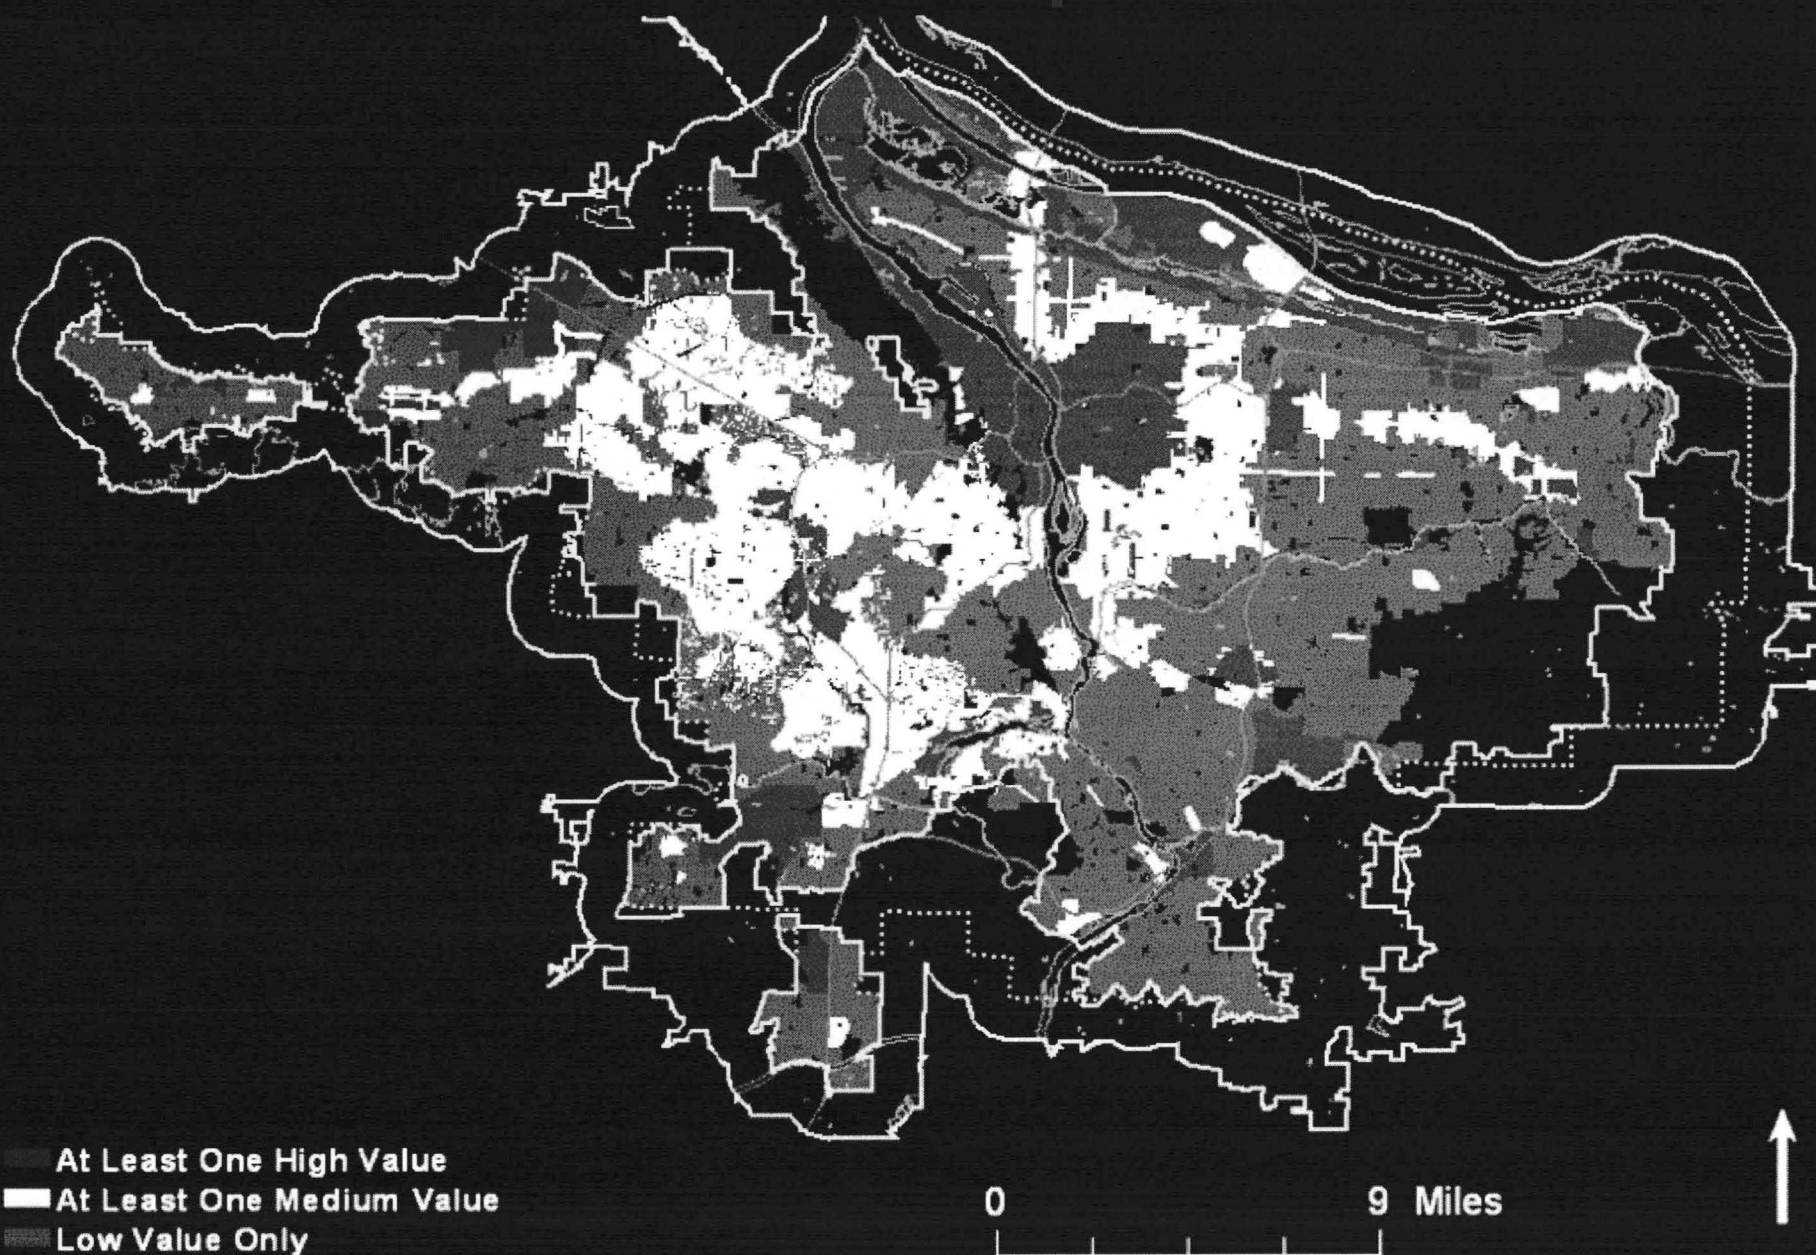 At Least One High Value
At Least One Medium Value
Low Value Only
0 9 Miles